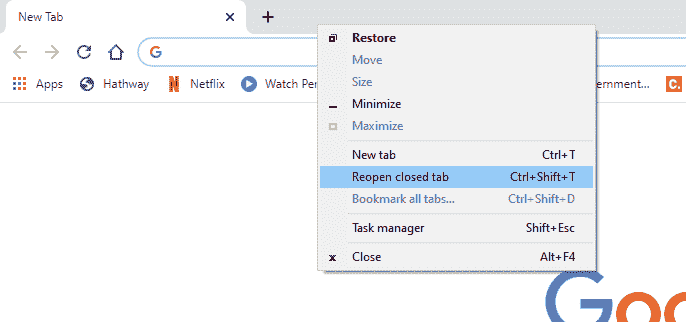 New Tab
Apps Hathway Netflix Watch Per ernment... C.
Restore
Move
Size
Minimize
Maximize
New tab Ctrl+T
Reopen closed tab Ctrl+Shift+T
Bookmark all tabs... Ctrl+Shift+D
Task manager Shift+Esc
Close Alt+F4
Goo